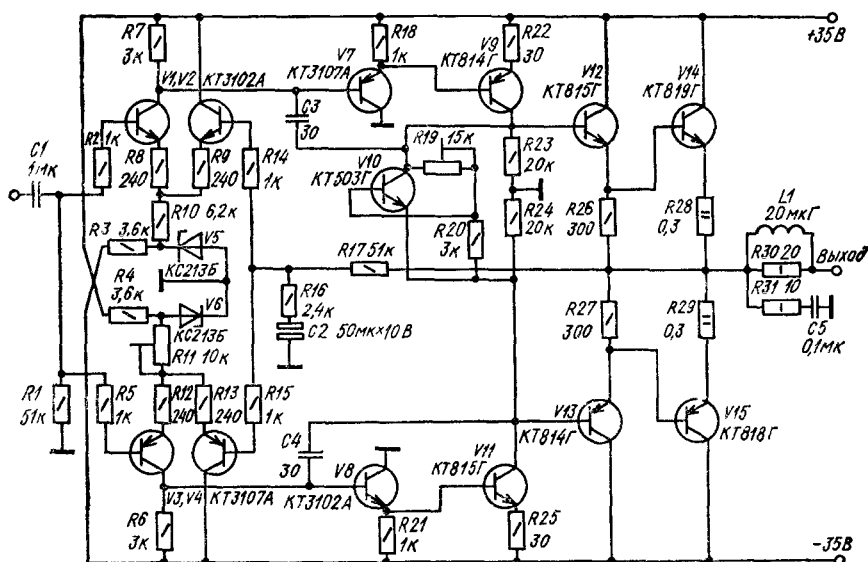 R7
3к
V1,V2
КТ3102А
R18
1к
V7
КТ3107А
V9
КТ814Г
R22
30
+35В
V12
КТ815Г
V14
КТ819Г
C1
1мк
R2 1к
R8
240
R9
240
R14
1к
C3
30
R19 15к
V10
КТ503Г
R23
20к
R24
20к
R20
3к
R26
300
R28
0,3
L1
20мкГ
R10 6,2к
R3 3,6к
V5
КС213Б
R4
3,6к
V6
КС213Б
R11 10к
R17 51к
R16
2,4к
C2 50мк×10В
R30 20
Выход
R31 10
C5
0,1мк
R27
300
R29
0,3
R1
51к
R5
1к
R12
240
R13
240
R15
1к
C4
30
V8
V11
КТ815Г
V13
КТ814Г
V15
КТ818Г
V3,V4
КТ3107А
КТ3102А
R6
3к
R21
1к
R25
30
-35В